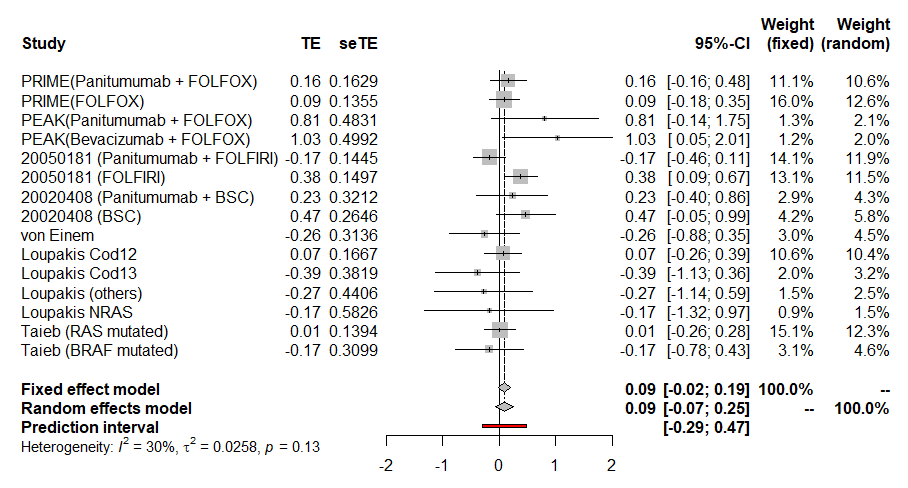 Weight Weight
Study TE seTE 95%-CI (fixed) (random)
PRIME(Panitumumab + FOLFOX) 0.16 0.1629 0.16 [-0.16; 0.48] 11.1% 10.6%
PRIME(FOLFOX) 0.09 0.1355 0.09 [-0.18; 0.35] 16.0% 12.6%
PEAK(Panitumumab + FOLFOX) 0.81 0.4831 0.81 [-0.14; 1.75] 1.3% 2.1%
PEAK(Bevacizumab + FOLFOX) 1.03 0.4992 1.03 [ 0.05; 2.01] 1.2% 2.0%
20050181 (Panitumumab + FOLFIRI) -0.17 0.1445 -0.17 [-0.46; 0.11] 14.1% 11.9%
20050181 (FOLFIRI) 0.38 0.1497 0.38 [ 0.09; 0.67] 13.1% 11.5%
20020408 (Panitumumab + BSC) 0.23 0.3212 0.23 [-0.40; 0.86] 2.9% 4.3%
20020408 (BSC) 0.47 0.2646 0.47 [-0.05; 0.99] 4.2% 5.8%
von Einem -0.26 0.3136 -0.26 [-0.88; 0.35] 3.0% 4.5%
Loupakis Cod12 0.07 0.1667 0.07 [-0.26; 0.39] 10.6% 10.4%
Loupakis Cod13 -0.39 0.3819 -0.39 [-1.13; 0.36] 2.0% 3.2%
Loupakis (others) -0.27 0.4406 -0.27 [-1.14; 0.59] 1.5% 2.5%
Loupakis NRAS -0.17 0.5826 -0.17 [-1.32; 0.97] 0.9% 1.5%
Taieb (RAS mutated) 0.01 0.1394 0.01 [-0.26; 0.28] 15.1% 12.3%
Taieb (BRAF mutated) -0.17 0.3099 -0.17 [-0.78; 0.43] 3.1% 4.6%
Fixed effect model 0.09 [-0.02; 0.19] 100.0% --
Random effects model 0.09 [-0.07; 0.25] -- 100.0%
Prediction interval [-0.29; 0.47]
Heterogeneity: I² = 30%, τ² = 0.0258, p = 0.13
-2 -1 0 1 2